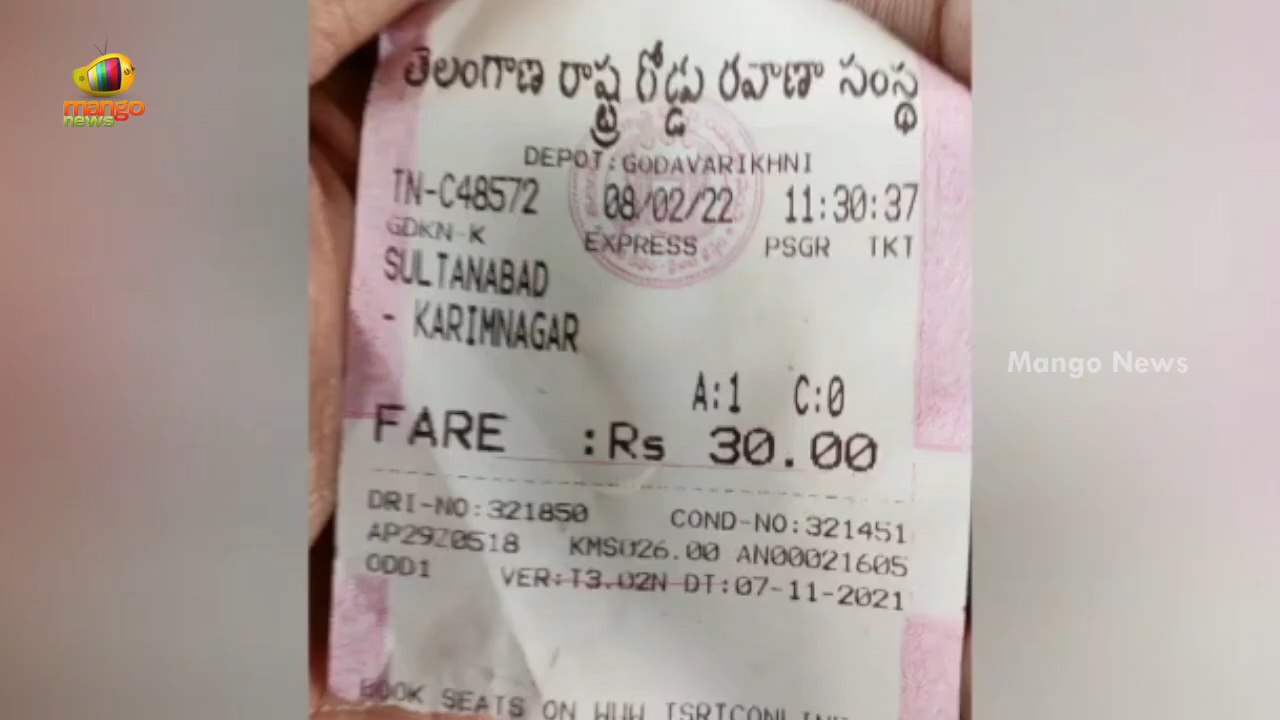 mango
news
తెలంగాణ రాష్ట్ర రోడ్డు రవాణా సంస్థ
DEPOT:GODAVARIKHNI
TN-C48572 08/02/22 11:30:37
GDKN-K EXPRESS PSGR TKT
SULTANABAD
- KARIMNAGAR
Mango News
A:1 C:0
FARE :Rs 30.00
DRI-NO:321850 COND-NO:321451
AP29Z0518 KMS026.00 AN00021605
ODD1 VER:T3.02N DT:07-11-2021
BOOK SEATS ON